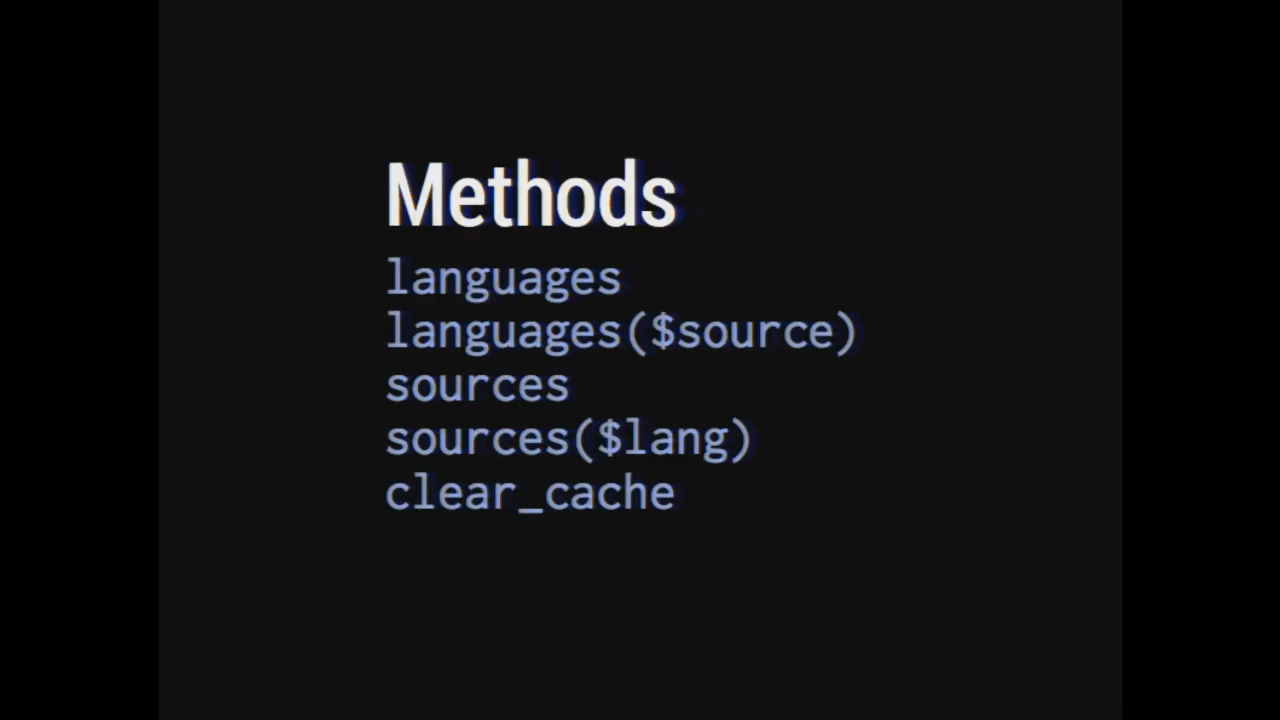 Methods
languages
languages($source)
sources
sources($lang)
clear_cache